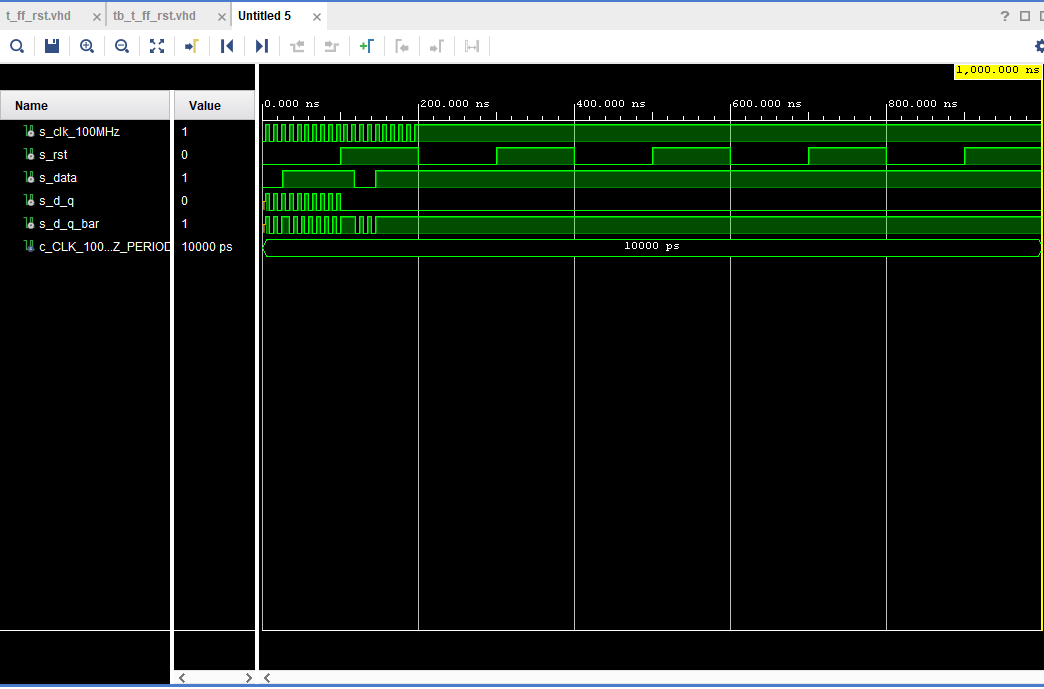 t_ff_rst.vhd × tb_t_ff_rst.vhd × Untitled 5 × ?
1,000.000 ns
Name Value
0.000 ns 200.000 ns 400.000 ns 600.000 ns 800.000 ns
s_clk_100MHz 1
s_rst 0
s_data 1
s_d_q 0
s_d_q_bar 1
c_CLK_100...Z_PERIOD 10000 ps 10000 ps